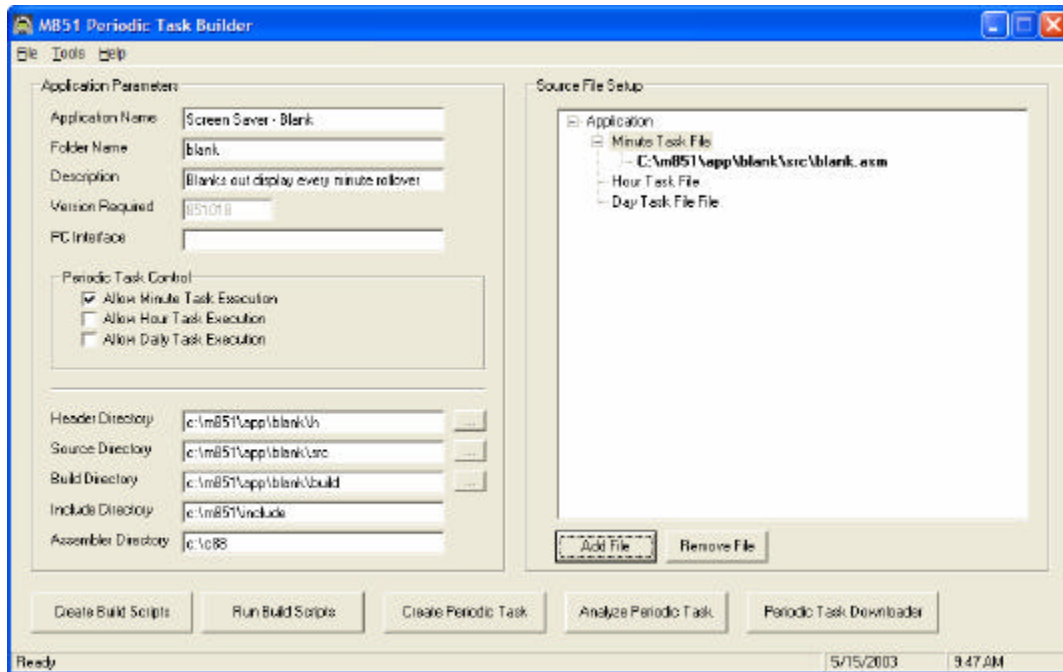 M851 Periodic Task Builder
File Tools Help
Application Parameters
Application Name Screen Saver - Blank
Folder Name blank
Description Blanks out display every minute rollover
Version Required 851018
PC Interface
Periodic Task Control
Allow Minute Task Execution
Allow Hour Task Execution
Allow Daily Task Execution
Header Directory c:\m851\app\blank\h ...
Source Directory c:\m851\app\blank\src ...
Build Directory c:\m851\app\blank\build ...
Include Directory c:\m851\include
Assembler Directory c:\c88
Source File Setup
Application
Minute Task File
C:\m851\app\blank\src\blank.asm
Hour Task File
Day Task File File
Add File Remove File
Create Build Scripts Run Build Scripts Create Periodic Task Analyze Periodic Task Periodic Task Downloader
Ready 5/15/2003 9:47 AM